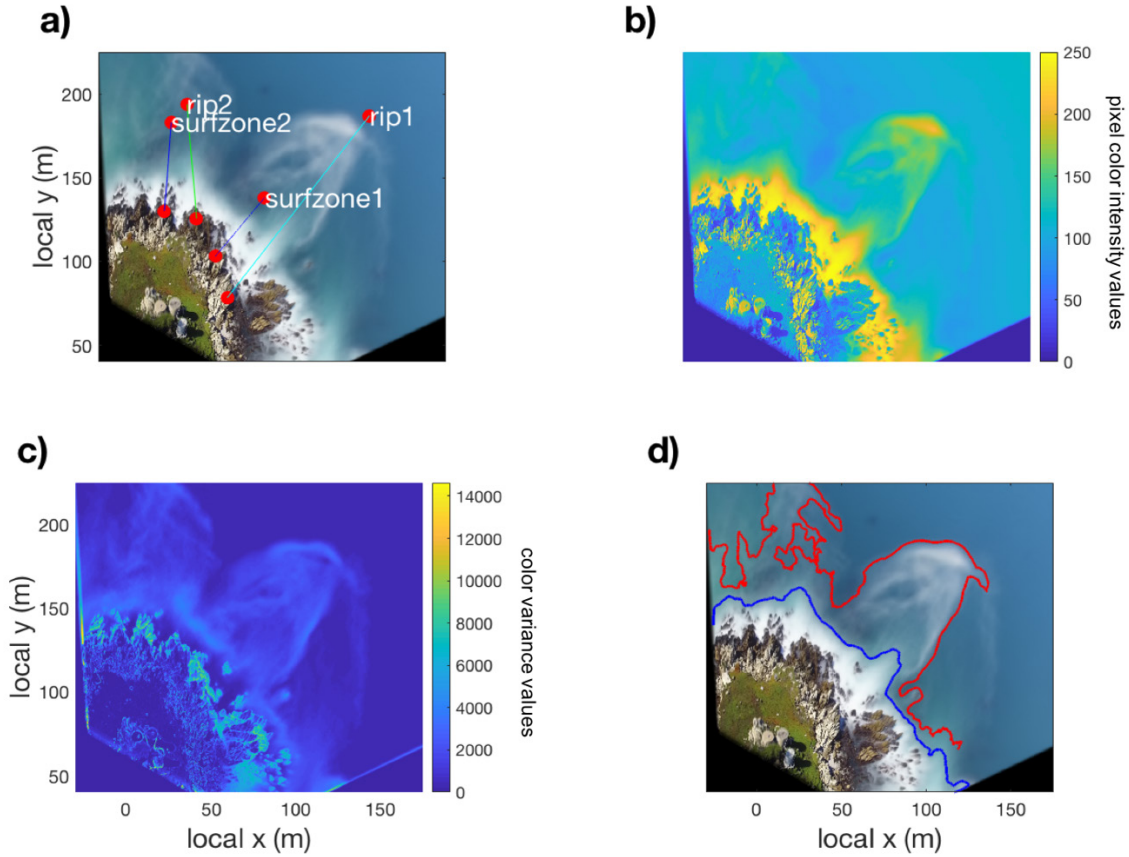 a)
200
150
100
50
local y (m)
rip2
surfzone2
rip1
surfzone1
b)
250
200
150
100
50
0
pixel color intensity values
c)
200
150
100
50
local y (m)
0
50
100
150
local x (m)
14000
12000
10000
8000
6000
4000
2000
0
color variance values
d)
0
50
100
150
local x (m)